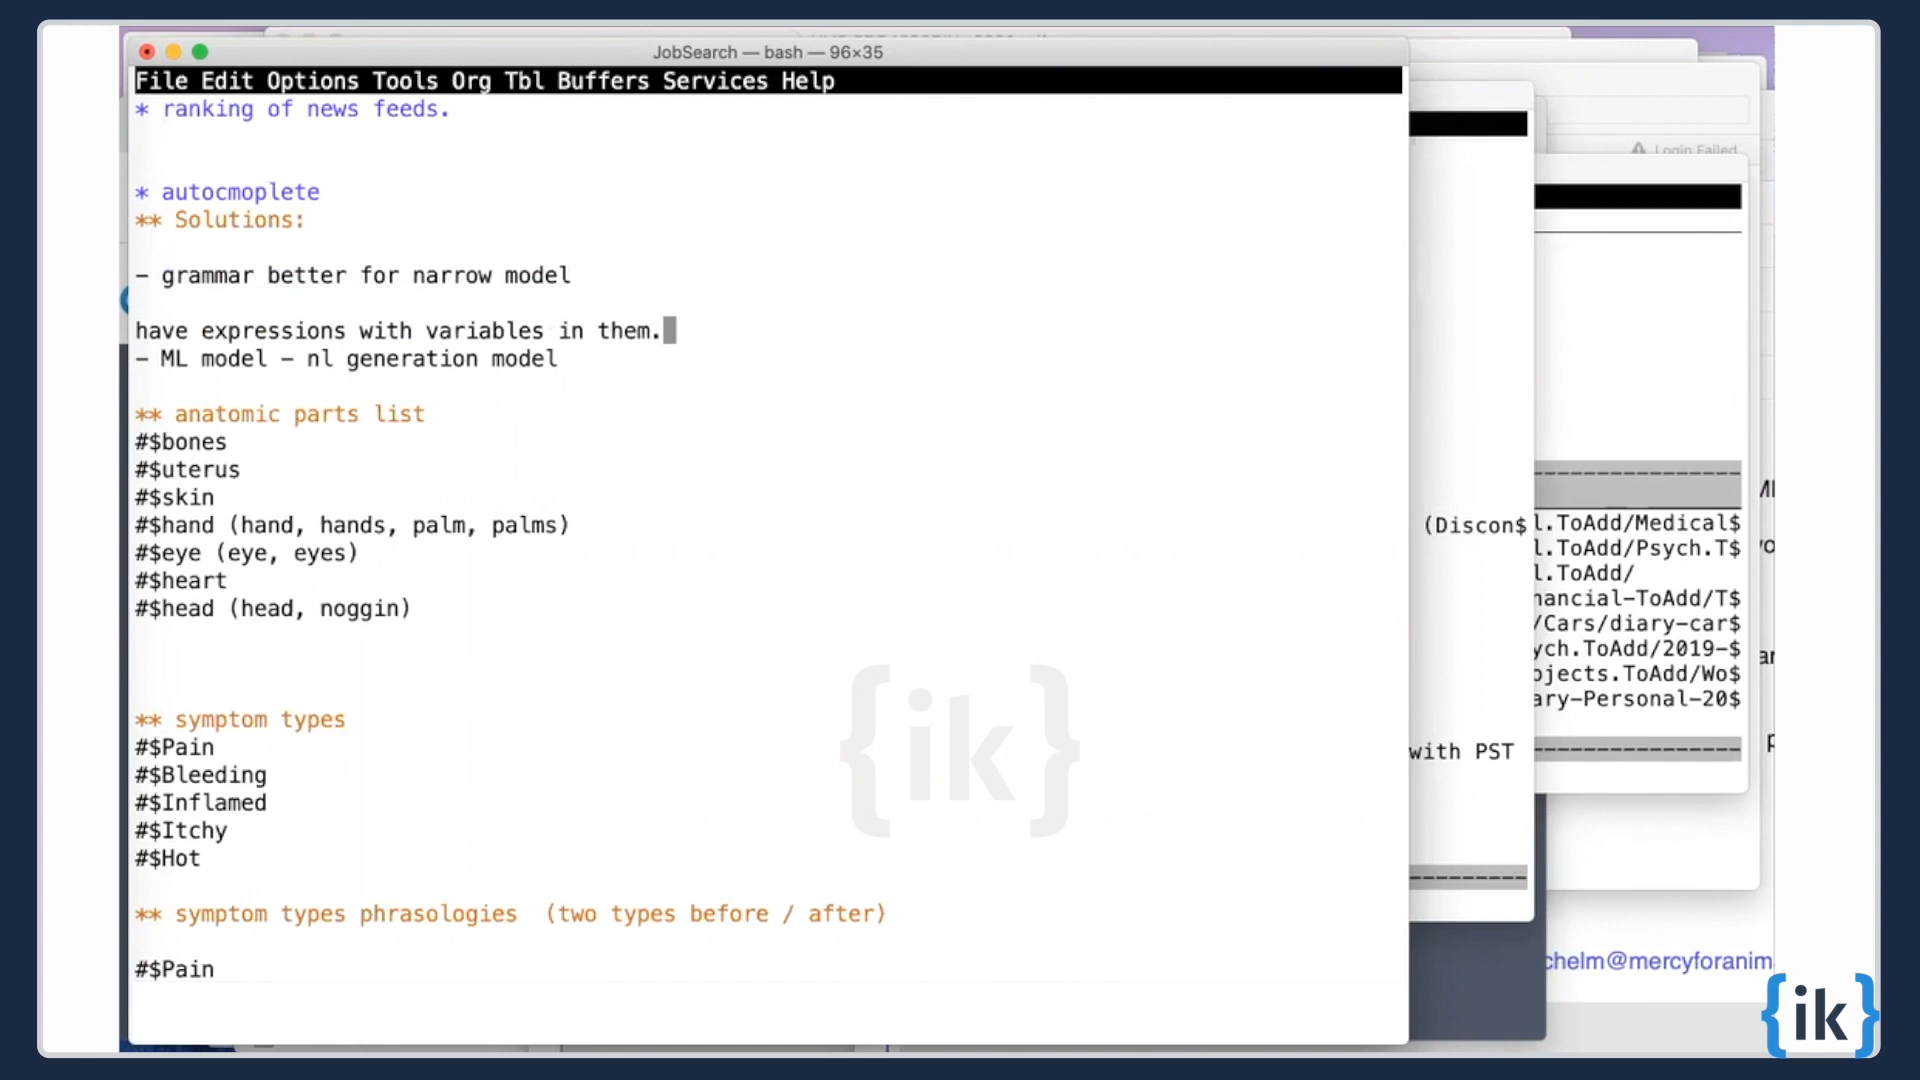 JobSearch — bash — 96×35
File Edit Options Tools Org Tbl Buffers Services Help
* ranking of news feeds.
* autocmoplete
** Solutions:
- grammar better for narrow model
have expressions with variables in them.
- ML model - nl generation model
** anatomic parts list
#$bones
#$uterus
#$skin
#$hand (hand, hands, palm, palms)
#$eye (eye, eyes)
#$heart
#$head (head, noggin)
** symptom types
#$Pain
#$Bleeding
#$Inflamed
#$Itchy
#$Hot
** symptom types phrasologies  (two types before / after)
#$Pain
Login Failed
(Discon$
l.ToAdd/Medical$
l.ToAdd/Psych.T$
l.ToAdd/
nancial-ToAdd/T$
/Cars/diary-car$
ych.ToAdd/2019-$
ojects.ToAdd/Wo$
ary-Personal-20$
with PST
chelm@mercyforanim
{ik}
{ik}